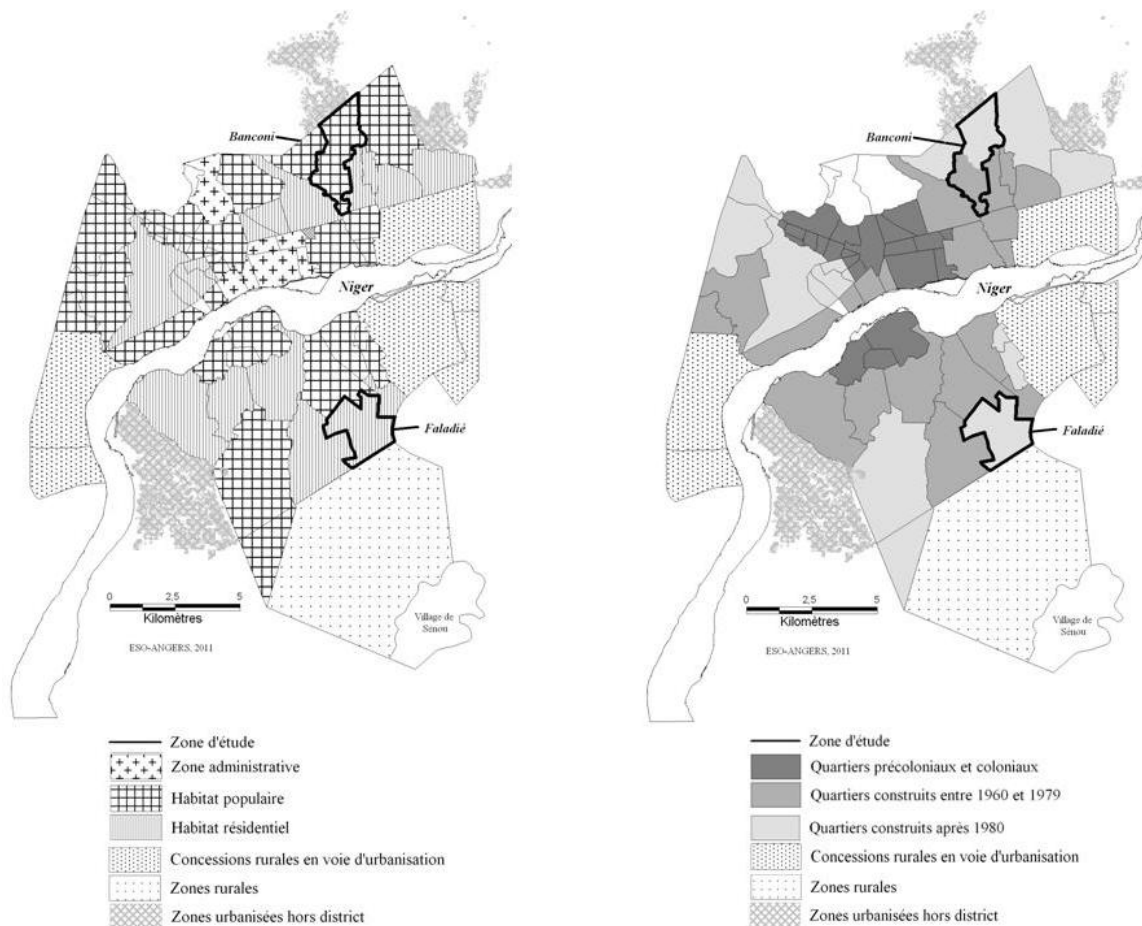 Banconi
Niger
Faladié
0 2,5 5
Kilomètres
ESO-ANGERS, 2011
Village de
Sénou
Zone d'étude
Zone administrative
Habitat populaire
Habitat résidentiel
Concessions rurales en voie d'urbanisation
Zones rurales
Zones urbanisées hors district
Banconi
Niger
Faladié
0 2,5 5
Kilomètres
ESO-ANGERS, 2011
Village de
Sénou
Zone d'étude
Quartiers précoloniaux et coloniaux
Quartiers construits entre 1960 et 1979
Quartiers construits après 1980
Concessions rurales en voie d'urbanisation
Zones rurales
Zones urbanisées hors district